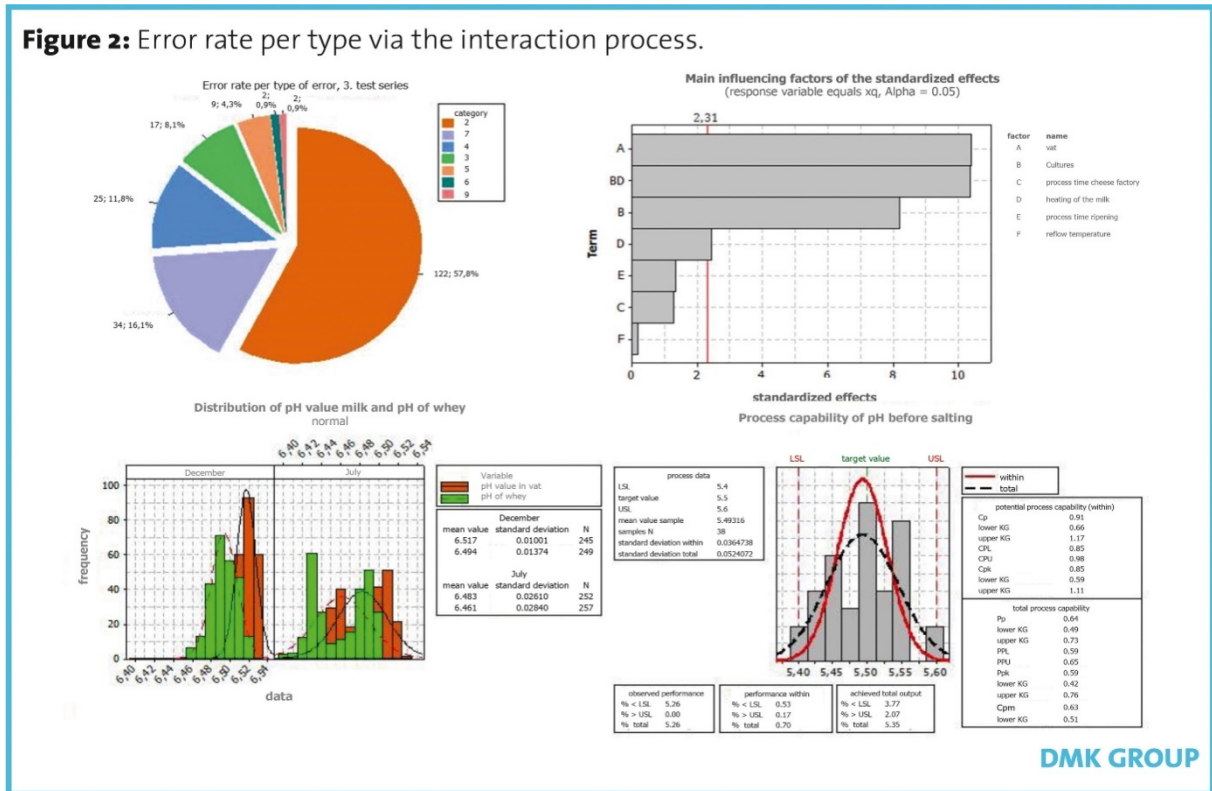 Figure 2: Error rate per type via the interaction process.
Error rate per type of error, 3. test series
2;
0,9%
2;
0,9%
9; 4,3%
17; 8,1%
25; 11,8%
34; 16,1%
122; 57,8%
category
2
7
4
3
5
6
9
Main influencing factors of the standardized effects
(response variable equals xq, Alpha = 0.05)
2,31
Term
A
BD
B
D
E
C
F
0 2 4 6 8 10
standardized effects
factor name
A vat
B Cultures
C process time cheese factory
D heating of the milk
E process time ripening
F reflow temperature
Distribution of pH value milk and pH of whey
normal
6,40 6,42 6,44 6,46 6,48 6,50 6,52 6,54
December July
frequency
100
80
60
40
20
0
6,40 6,42 6,44 6,46 6,48 6,50 6,52 6,54
data
Variable
pH value in vat
pH of whey
December
mean value standard deviation N
6.517 0.01001 245
6.494 0.01374 249
July
mean value standard deviation N
6.483 0.02610 252
6.461 0.02840 257
Process capability of pH before salting
process data
LSL 5.4
target value 5.5
USL 5.6
mean value sample 5.49316
samples N 38
standard deviation within 0.0364738
standard deviation total 0.0524072
LSL target value USL
5,40 5,45 5,50 5,55 5,60
within
total
potential process capability (within)
Cp 0.91
lower KG 0.66
upper KG 1.17
CPL 0.85
CPU 0.98
Cpk 0.85
lower KG 0.59
upper KG 1.11
total process capability
Pp 0.64
lower KG 0.49
upper KG 0.73
PPL 0.59
PPU 0.65
Ppk 0.59
lower KG 0.42
upper KG 0.76
Cpm 0.63
lower KG 0.51
observed performance
% < LSL 5.26
% > USL 0.00
% total 5.26
performance within
% < LSL 0.53
% > USL 0.17
% total 0.70
achieved total output
% < LSL 3.77
% > USL 2.07
% total 5.35
DMK GROUP